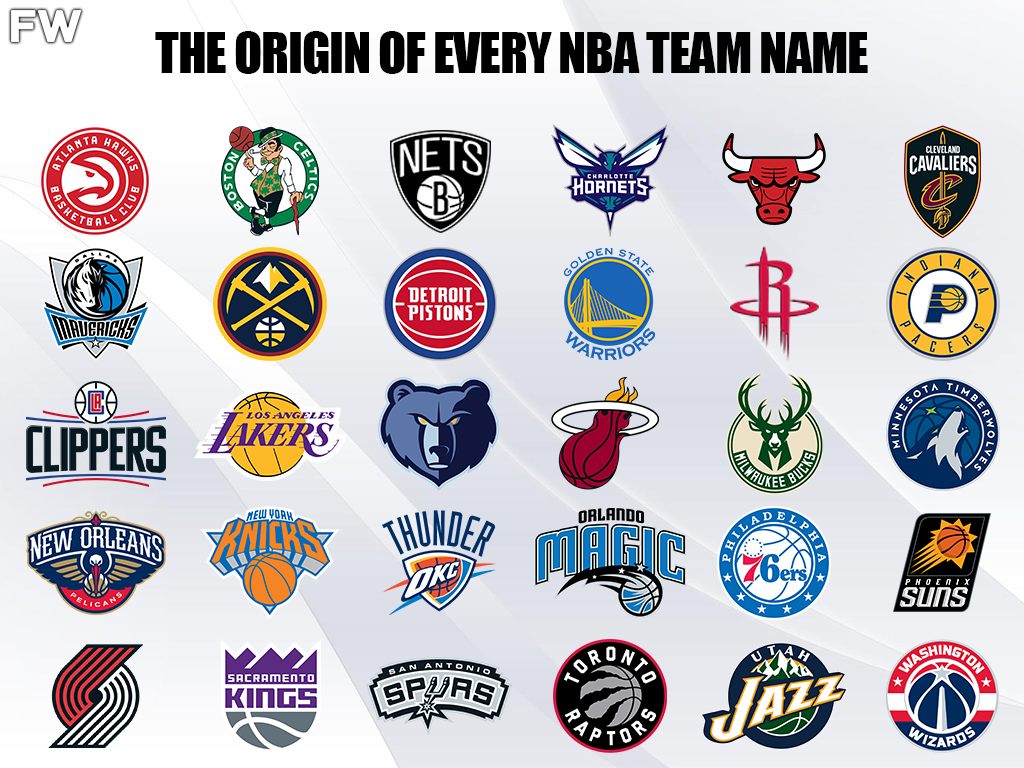 FW
THE ORIGIN OF EVERY NBA TEAM NAME
ATLANTA HAWKS
BASKETBALL CLUB
BOSTON
CELTICS
NETS
B
CHARLOTTE
HORNETS
CLEVELAND
CAVALIERS
C
DALLAS
MAVERICKS
DETROIT
PISTONS
GOLDEN STATE
WARRIORS
R
INDIANA
PACERS
P
LAC
CLIPPERS
LOS ANGELES
LAKERS
MILWAUKEE BUCKS
MINNESOTA TIMBERWOLVES
NEW ORLEANS
PELICANS
NEW YORK
KNICKS
THUNDER
OKC
ORLANDO
MAGIC
PHILADELPHIA
76ers
PHOENIX
SUNS
SACRAMENTO
KINGS
SAN ANTONIO
SPURS
TORONTO
RAPTORS
UTAH
JAZZ
WASHINGTON
WIZARDS